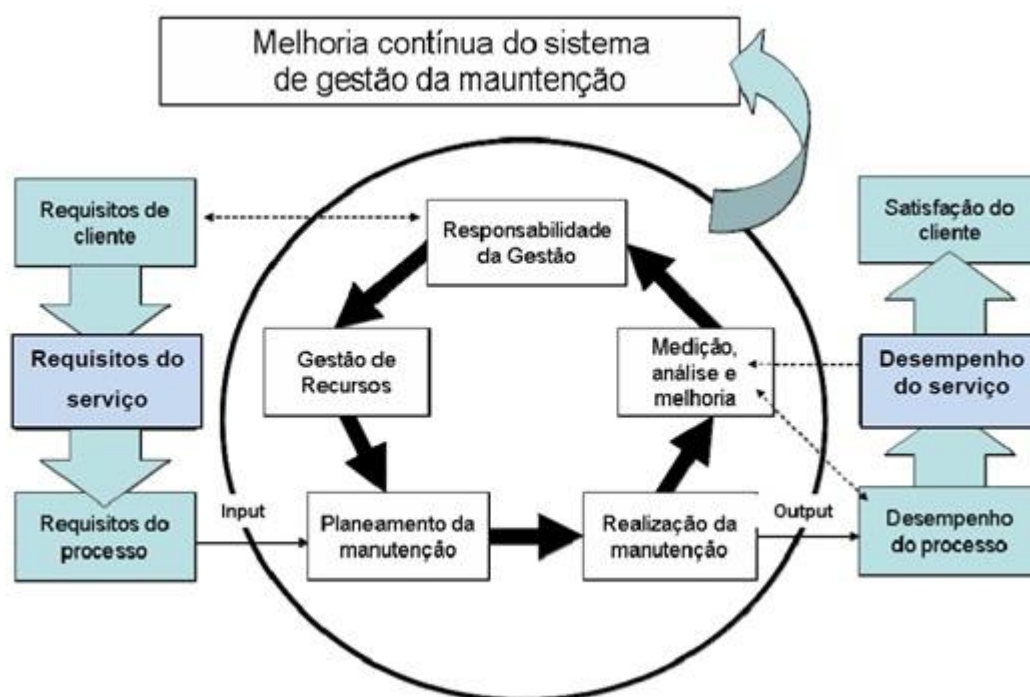 Melhoria contínua do sistema
de gestão da mauntenção
Requisitos de
cliente
Responsabilidade
da Gestão
Satisfação do
cliente
Requisitos do
serviço
Gestão de
Recursos
Medição,
análise e
melhoria
Desempenho
do serviço
Requisitos do
processo
Input
Planeamento da
manutenção
Realização da
manutenção
Output
Desempenho
do processo